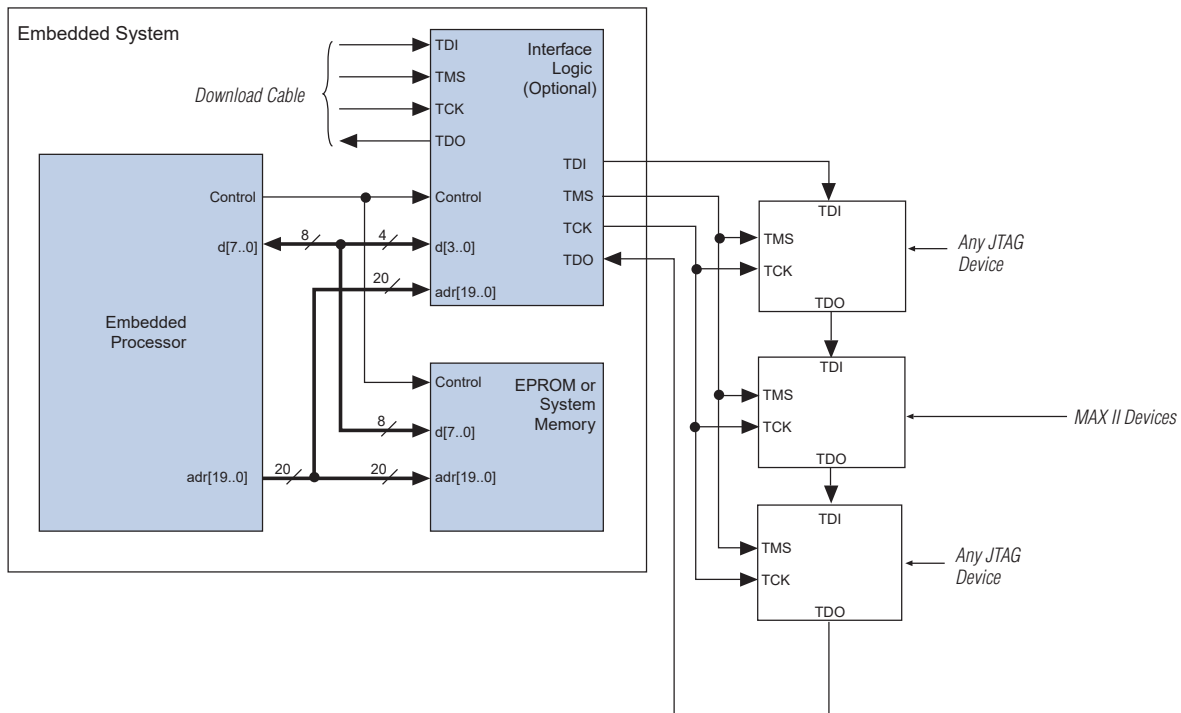 Embedded System
Download Cable
TDI
TMS
TCK
TDO
Interface
Logic
(Optional)
TDI
TMS
TCK
TDO
Control
d[3..0]
adr[19..0]
Control
d[7..0]
Embedded
Processor
adr[19..0]
8
4
20
20
20
8
Control
d[7..0]
adr[19..0]
EPROM or
System
Memory
TDI
TMS
TCK
TDO
Any JTAG
Device
TDI
TMS
TCK
TDO
MAX II Devices
TDI
TMS
TCK
TDO
Any JTAG
Device